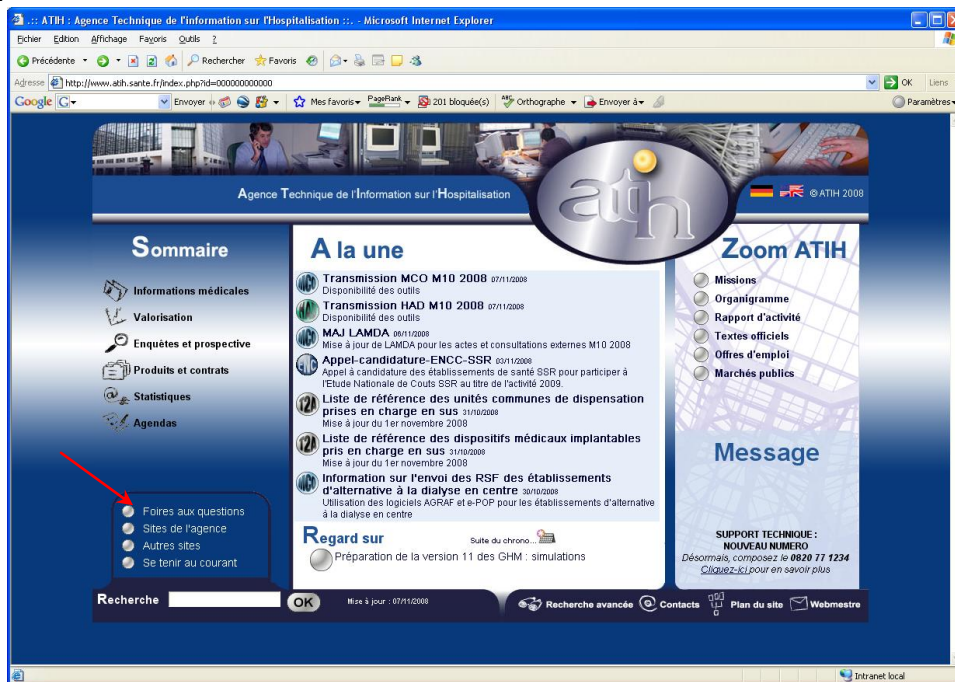 .:: ATIH : Agence Technique de l'information sur l'Hospitalisation ::. - Microsoft Internet Explorer
Fichier Edition Affichage Favoris Outils ?
Précédente Rechercher Favoris
Adresse http://www.atih.sante.fr/index.php?id=000000000000 OK Liens
Google G Envoyer Mes favoris PageRank 201 bloquée(s) Orthographe Envoyer à Paramètres
atih
Agence Technique de l'Information sur l'Hospitalisation
© ATIH 2008
Sommaire
Informations médicales
Valorisation
Enquêtes et prospective
Produits et contrats
Statistiques
Agendas
Foires aux questions
Sites de l'agence
Autres sites
Se tenir au courant
A la une
Transmission MCO M10 2008 07/11/2008
Disponibilité des outils
Transmission HAD M10 2008 07/11/2008
Disponibilité des outils
MAJ LAMDA 06/11/2008
Mise à jour de LAMDA pour les actes et consultations externes M10 2008
Appel-candidature-ENCC-SSR 03/11/2008
Appel à candidature des établissements de santé SSR pour participer à
l'Etude Nationale de Couts SSR au titre de l'activité 2009.
Liste de référence des unités communes de dispensation
prises en charge en sus 31/10/2008
Mise à jour du 1er novembre 2008
Liste de référence des dispositifs médicaux implantables
pris en charge en sus 31/10/2008
Mise à jour du 1er novembre 2008
Information sur l'envoi des RSF des établissements
d'alternative à la dialyse en centre 30/10/2008
Utilisation des logiciels AGRAF et e-POP pour les établissements d'alternative
à la dialyse en centre
Regard sur Suite du chrono...
Préparation de la version 11 des GHM : simulations
Zoom ATIH
Missions
Organigramme
Rapport d'activité
Textes officiels
Offres d'emploi
Marchés publics
Message
SUPPORT TECHNIQUE :
NOUVEAU NUMERO
Désormais, composez le 0820 77 1234
Cliquez-ici pour en savoir plus
Recherche OK Mise à jour : 07/11/2008 Recherche avancée Contacts Plan du site Webmestre
Intranet local